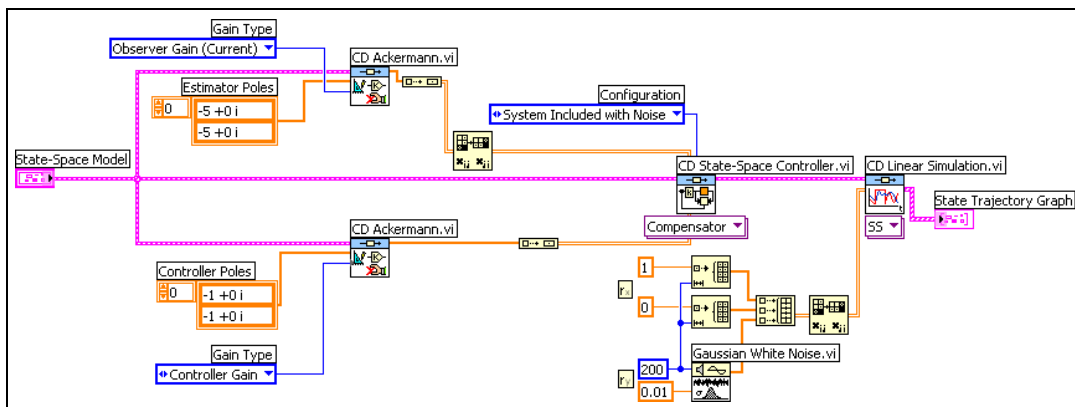 Gain Type
Observer Gain (Current)
CD Ackermann.vi
Estimator Poles
0
-5 +0 i
-5 +0 i
Configuration
System Included with Noise
State-Space Model
CD State-Space Controller.vi
CD Linear Simulation.vi
Compensator
SS
State Trajectory Graph
CD Ackermann.vi
Controller Poles
0
-1 +0 i
-1 +0 i
Gain Type
Controller Gain
1
rx
0
ry
200
0.01
Gaussian White Noise.vi